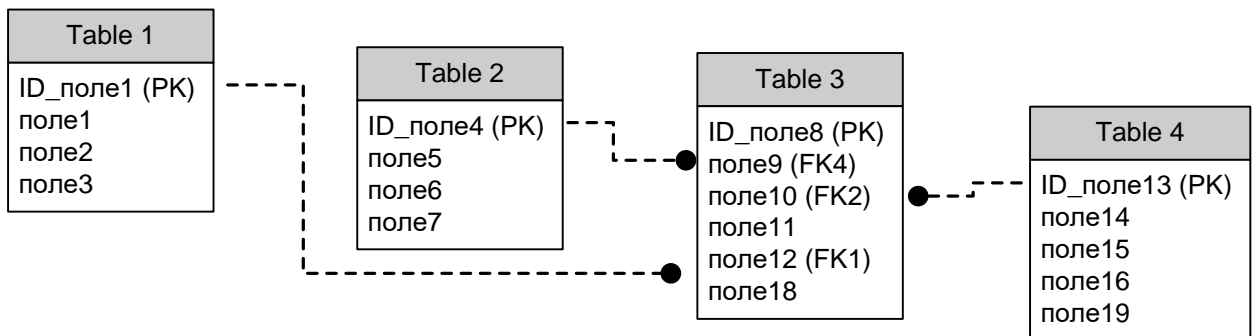 Table 1
ID_поле1 (PK)
поле1
поле2
поле3
Table 2
ID_поле4 (PK)
поле5
поле6
поле7
Table 3
ID_поле8 (PK)
поле9 (FK4)
поле10 (FK2)
поле11
поле12 (FK1)
поле18
Table 4
ID_поле13 (PK)
поле14
поле15
поле16
поле19